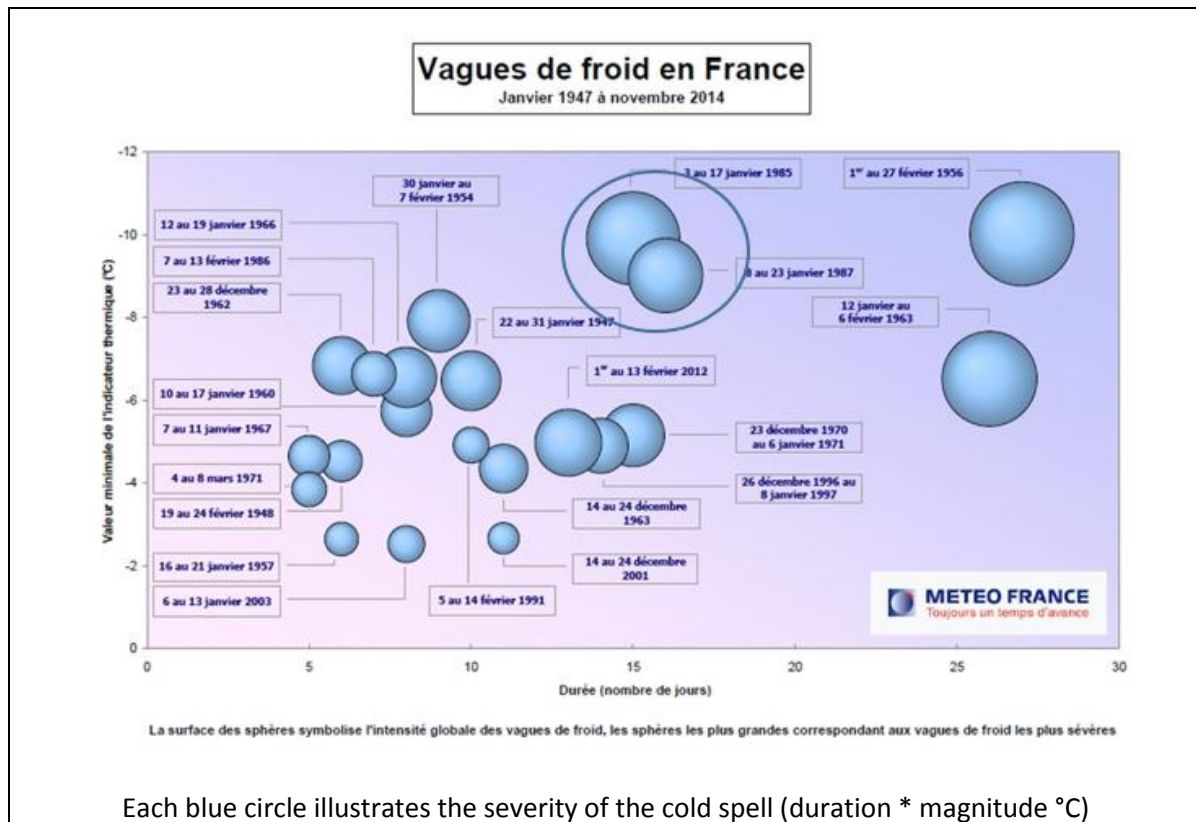 Vagues de froid en France
Janvier 1947 à novembre 2014
Valeur minimale de l'indicateur thermique (°C)
-12
-10
-8
-6
-4
-2
0
30 janvier au
7 février 1954
3 au 17 janvier 1985
1er au 27 février 1956
12 au 19 janvier 1966
7 au 13 février 1986
8 au 23 janvier 1987
23 au 28 décembre
1962
12 janvier au
6 février 1963
22 au 31 janvier 1947
1er au 13 février 2012
10 au 17 janvier 1960
7 au 11 janvier 1967
23 décembre 1970
au 6 janvier 1971
4 au 8 mars 1971
26 décembre 1996 au
8 janvier 1997
19 au 24 février 1948
14 au 24 décembre
1963
16 au 21 janvier 1957
14 au 24 décembre
2001
6 au 13 janvier 2003
5 au 14 février 1991
METEO FRANCE
Toujours un temps d'avance
0
5
10
15
20
25
30
Durée (nombre de jours)
La surface des sphères symbolise l'intensité globale des vagues de froid, les sphères les plus grandes correspondant aux vagues de froid les plus sévères
Each blue circle illustrates the severity of the cold spell (duration * magnitude °C)